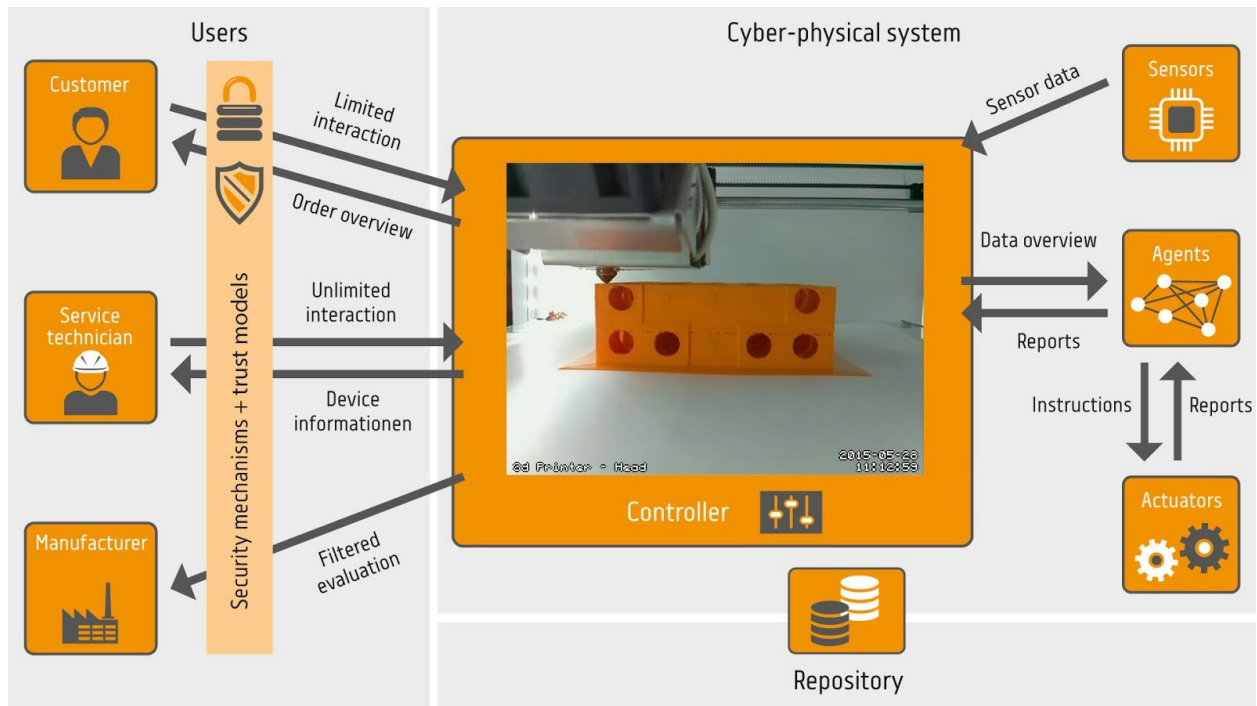 Users
Customer
Limited
interaction
Order overview
Service
technician
Unlimited
interaction
Device
informationen
Manufacturer
Filtered
evaluation
Security mechanisms + trust models
Cyber-physical system
Sensors
Sensor data
Data overview
Agents
Reports
Instructions
Reports
Actuators
3d Printer - Head
2015-05-28
11:12:59
Controller
Repository